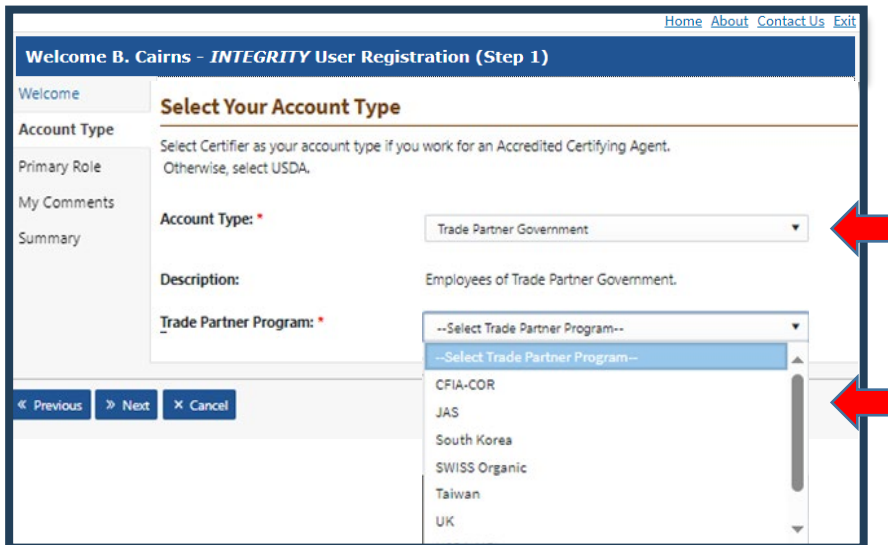 Home About Contact Us Exit
Welcome B. Cairns - INTEGRITY User Registration (Step 1)
Welcome
Account Type
Primary Role
My Comments
Summary
Select Your Account Type
Select Certifier as your account type if you work for an Accredited Certifying Agent.
Otherwise, select USDA.
Account Type: * Trade Partner Government
Description: Employees of Trade Partner Government.
Trade Partner Program: * --Select Trade Partner Program--
--Select Trade Partner Program--
CFIA-COR
JAS
South Korea
SWISS Organic
Taiwan
UK
« Previous » Next × Cancel